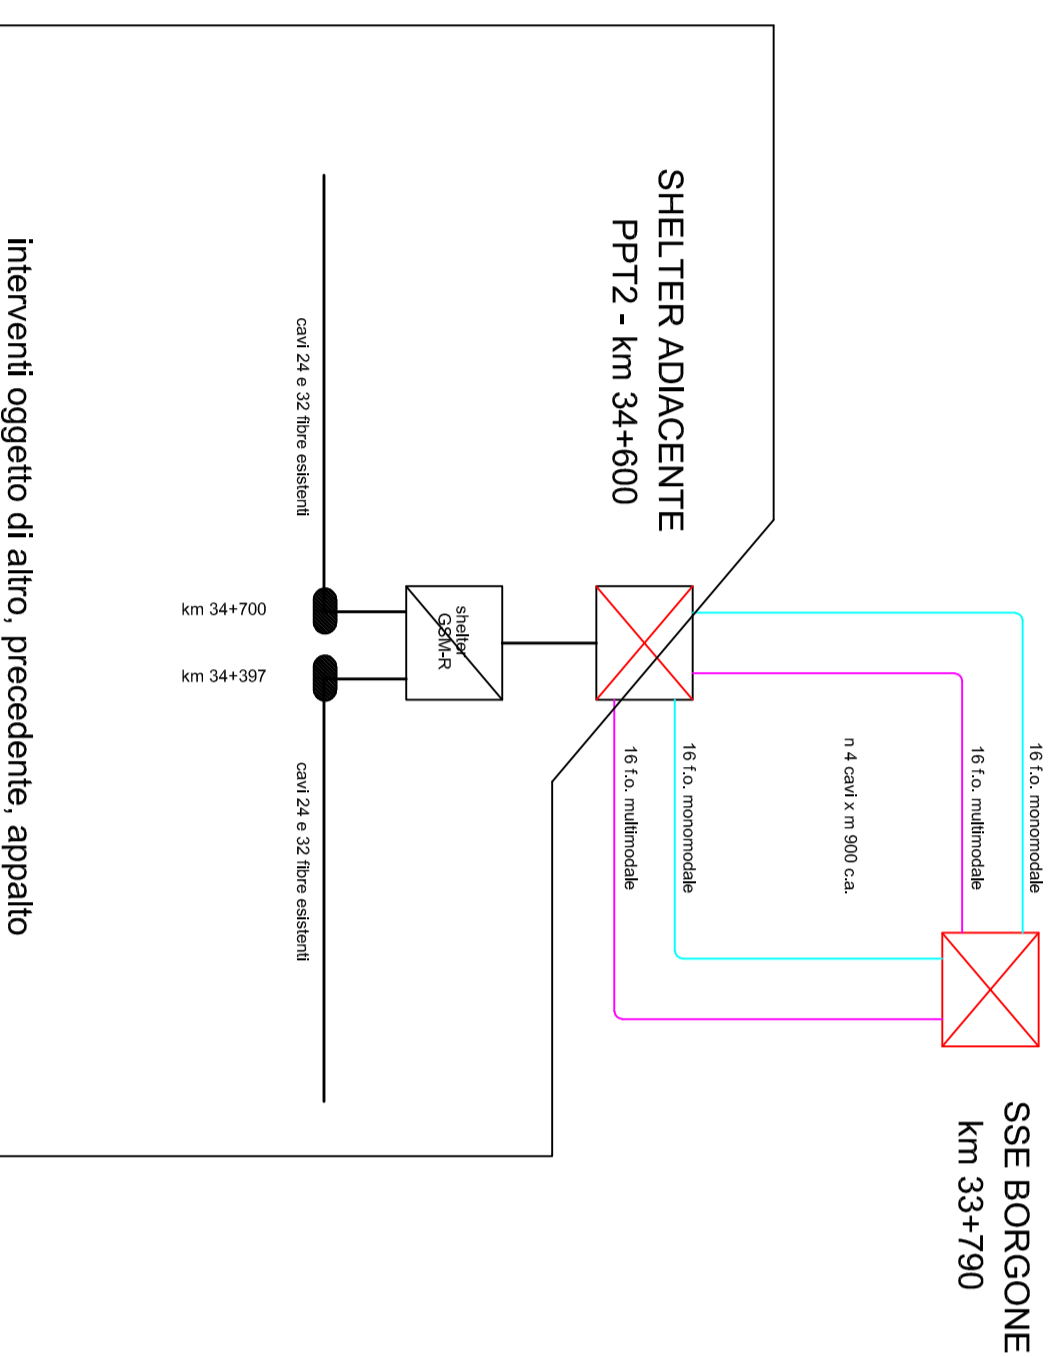 SSE BORGONE
km 33+790
16 f.o. monomodale
16 f.o. multimodale
n 4 cavi x m 900 c.a.
16 f.o. monomodale
16 f.o. multimodale
SHELTER ADIACENTE
PPT2 - km 34+600
shelter
GSM-R
cavi 24 e 32 fibre esistenti
cavi 24 e 32 fibre esistenti
km 34+700
km 34+397
interventi oggetto di altro, precedente, appalto